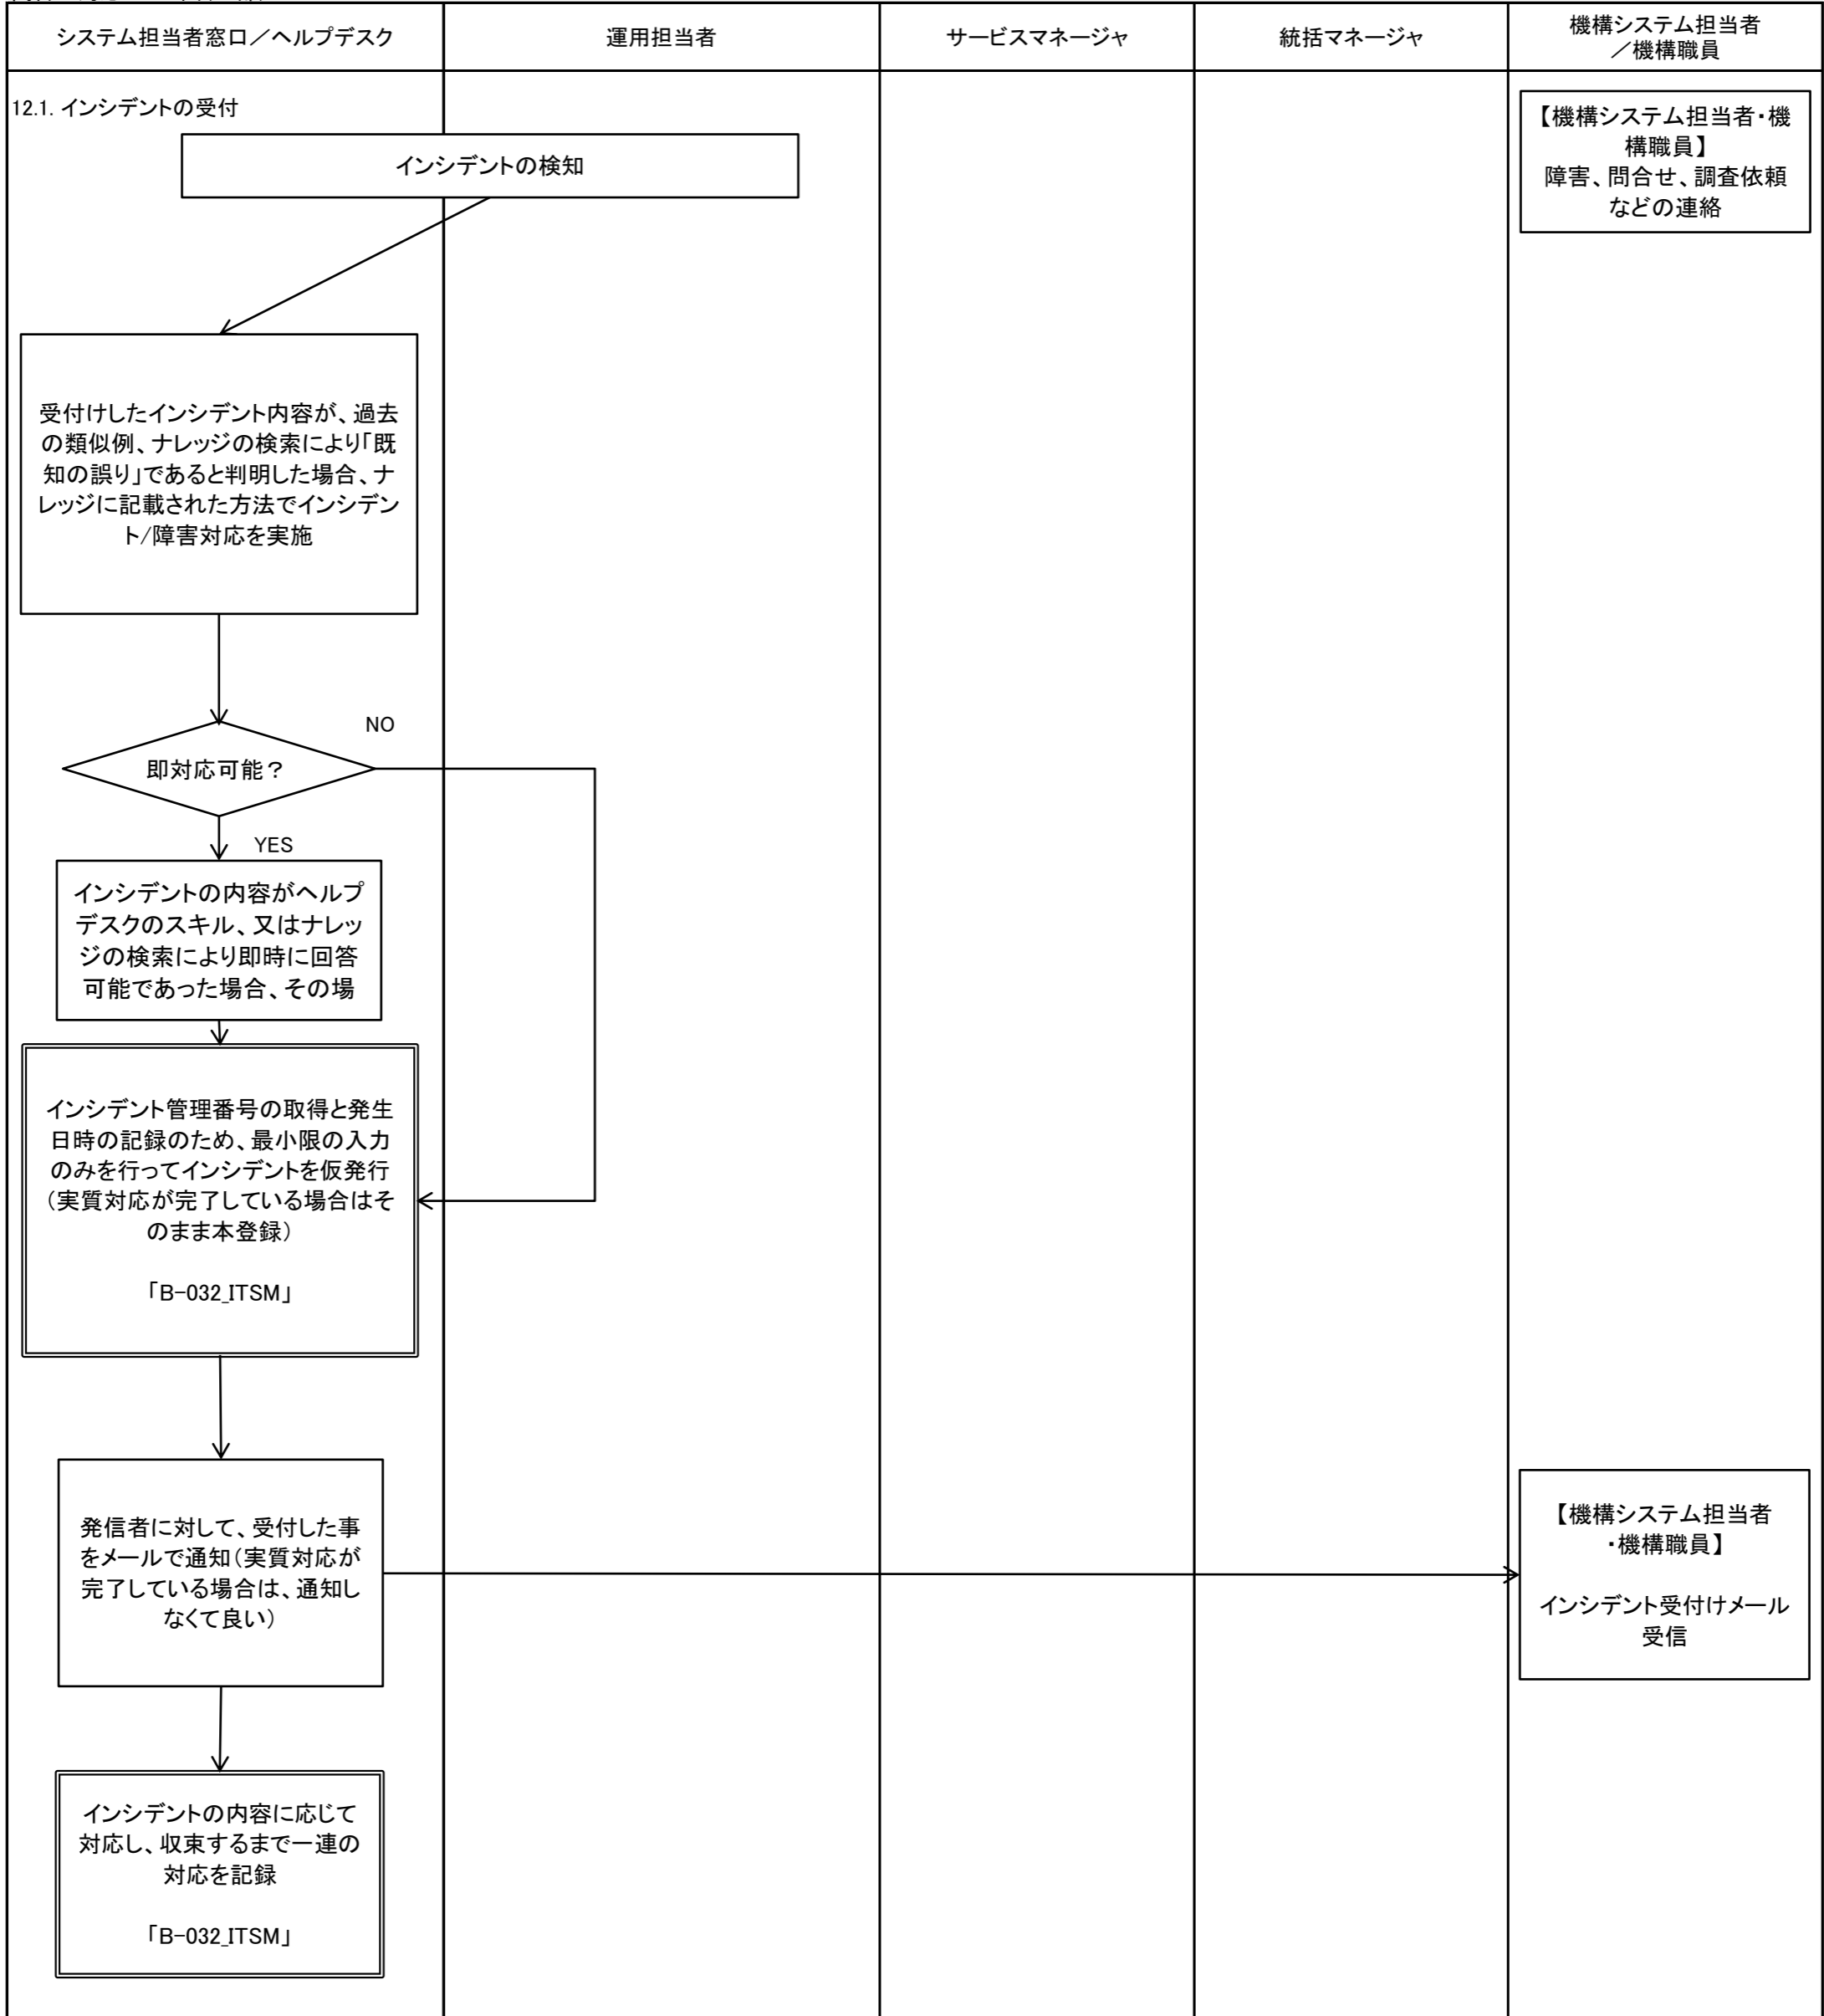 システム担当者窓口／ヘルプデスク
運用担当者
サービスマネージャ
統括マネージャ
機構システム担当者
／機構職員
12.1. インシデントの受付
インシデントの検知
【機構システム担当者・機
構職員】
障害、問合せ、調査依頼
などの連絡
受付けしたインシデント内容が、過去
の類似例、ナレッジの検索により「既
知の誤り」であると判明した場合、ナ
レッジに記載された方法でインシデン
ト/障害対応を実施
NO
即対応可能？
YES
インシデントの内容がヘルプ
デスクのスキル、又はナレッ
ジの検索により即時に回答
可能であった場合、その場
インシデント管理番号の取得と発生
日時の記録のため、最小限の入力
のみを行ってインシデントを仮発行
（実質対応が完了している場合はそ
のまま本登録）
「B-032_ITSM」
発信者に対して、受付した事
をメールで通知（実質対応が
完了している場合は、通知し
なくて良い）
【機構システム担当者
・機構職員】
インシデント受付けメール
受信
インシデントの内容に応じて
対応し、収束するまで一連の
対応を記録
「B-032_ITSM」